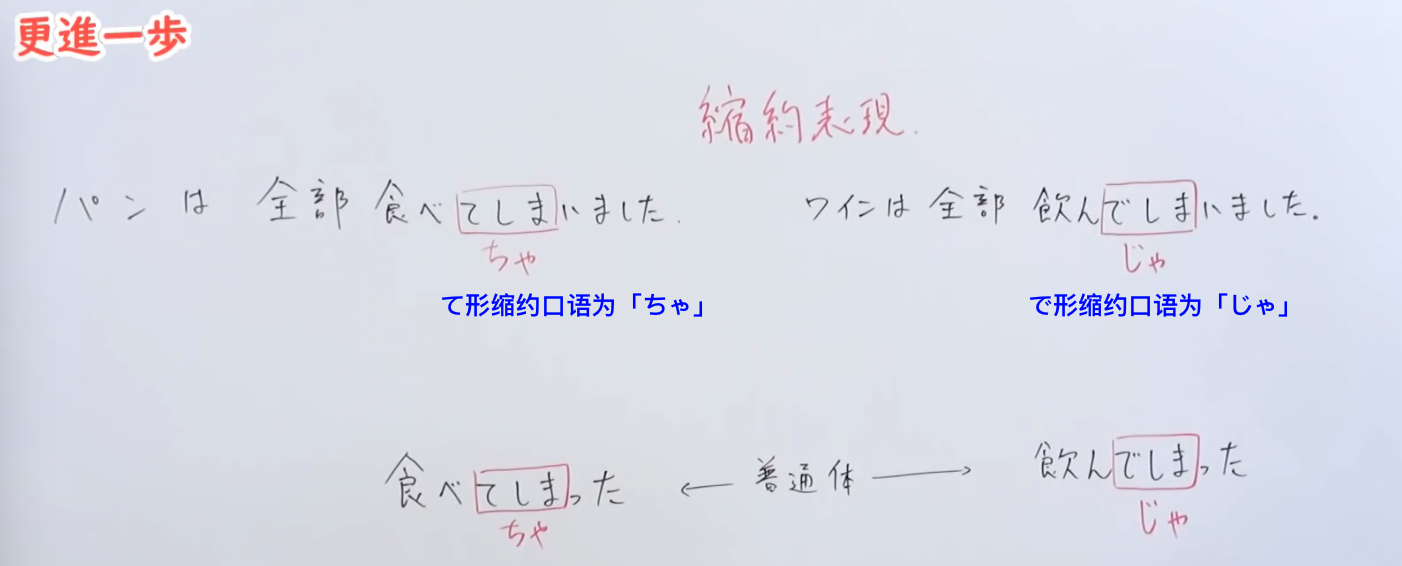 更進一步
縮約表現.
パンは 全部 食べてしまいました. ワインは 全部 飲んでしまいました.
ちゃ じゃ
て形缩约口语为「ちゃ」 で形缩约口语为「じゃ」
食べてしまった ← 普通体 → 飲んでしまった
ちゃ じゃ